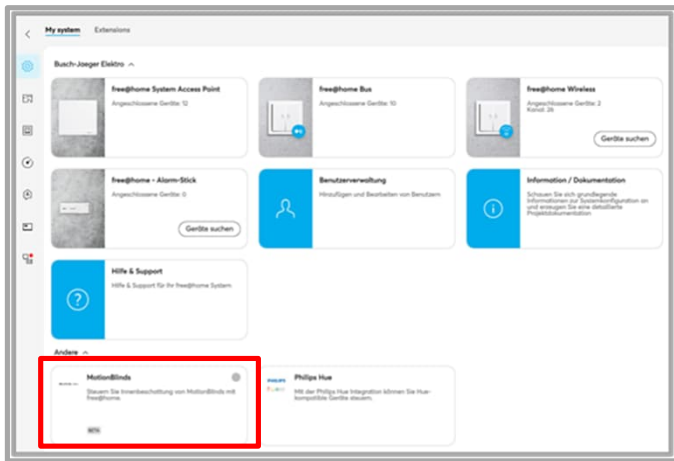 My system Extensions
Busch-Jaeger Elektro
free@home System Access Point
Angeschlossene Geräte: 12
free@home Bus
Angeschlossene Geräte: 10
free@home Wireless
Angeschlossene Geräte: 2
Kanal: 26
Geräte suchen
free@home - Alarm-Stick
Angeschlossene Geräte: 0
Geräte suchen
Benutzerverwaltung
Hinzufügen und Bearbeiten von Benutzern
Information / Dokumentation
Schauen Sie sich grundlegende
Informationen zur Systemkonfiguration an
und erzeugen Sie eine detaillierte
Projektdokumentation
Hilfe & Support
Hilfe & Support für Ihr free@home System
Andere
MotionBlinds
Steuern Sie Innenbeschattung von MotionBlinds mit
free@home.
BETA
PHILIPS
Philips Hue
Mit der Philips Hue Integration können Sie Hue-
kompatible Geräte steuern.